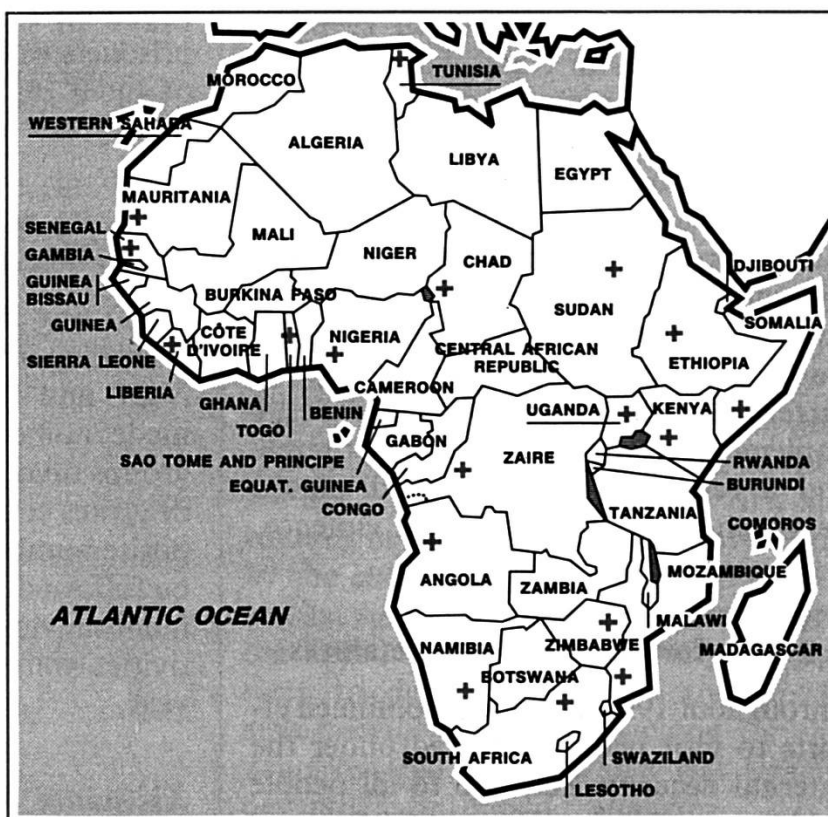 MOROCCO
TUNISIA
WESTERN SAHARA
ALGERIA
LIBYA
EGYPT
MAURITANIA
SENEGAL
MALI
NIGER
CHAD
GAMBIA
DJIBOUTI
GUINEA
BISSAU
BURKINA FASO
SUDAN
SOMALIA
GUINEA
CÔTE
D'IVOIRE
NIGERIA
CENTRAL AFRICAN
REPUBLIC
ETHIOPIA
SIERRA LEONE
LIBERIA
CAMEROON
GHANA
BENIN
UGANDA
KENYA
TOGO
GABON
SAO TOME AND PRINCIPE
ZAIRE
RWANDA
EQUAT. GUINEA
BURUNDI
CONGO
TANZANIA
COMOROS
ANGOLA
ZAMBIA
MOZAMBIQUE
ATLANTIC OCEAN
MALAWI
NAMIBIA
ZIMBABWE
MADAGASCAR
BOTSWANA
SOUTH AFRICA
SWAZILAND
LESOTHO